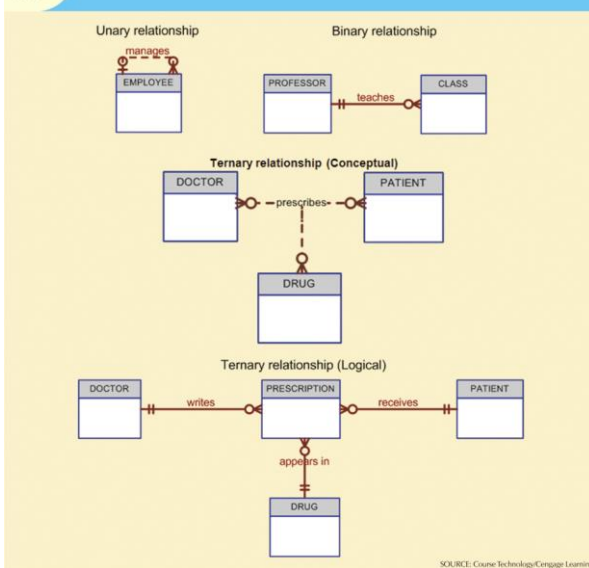 Unary relationship
Binary relationship
manages
EMPLOYEE
PROFESSOR
teaches
CLASS
Ternary relationship (Conceptual)
DOCTOR
prescribes
PATIENT
DRUG
Ternary relationship (Logical)
DOCTOR
writes
PRESCRIPTION
receives
PATIENT
appears in
DRUG
SOURCE: Course Technology/Cengage Learning